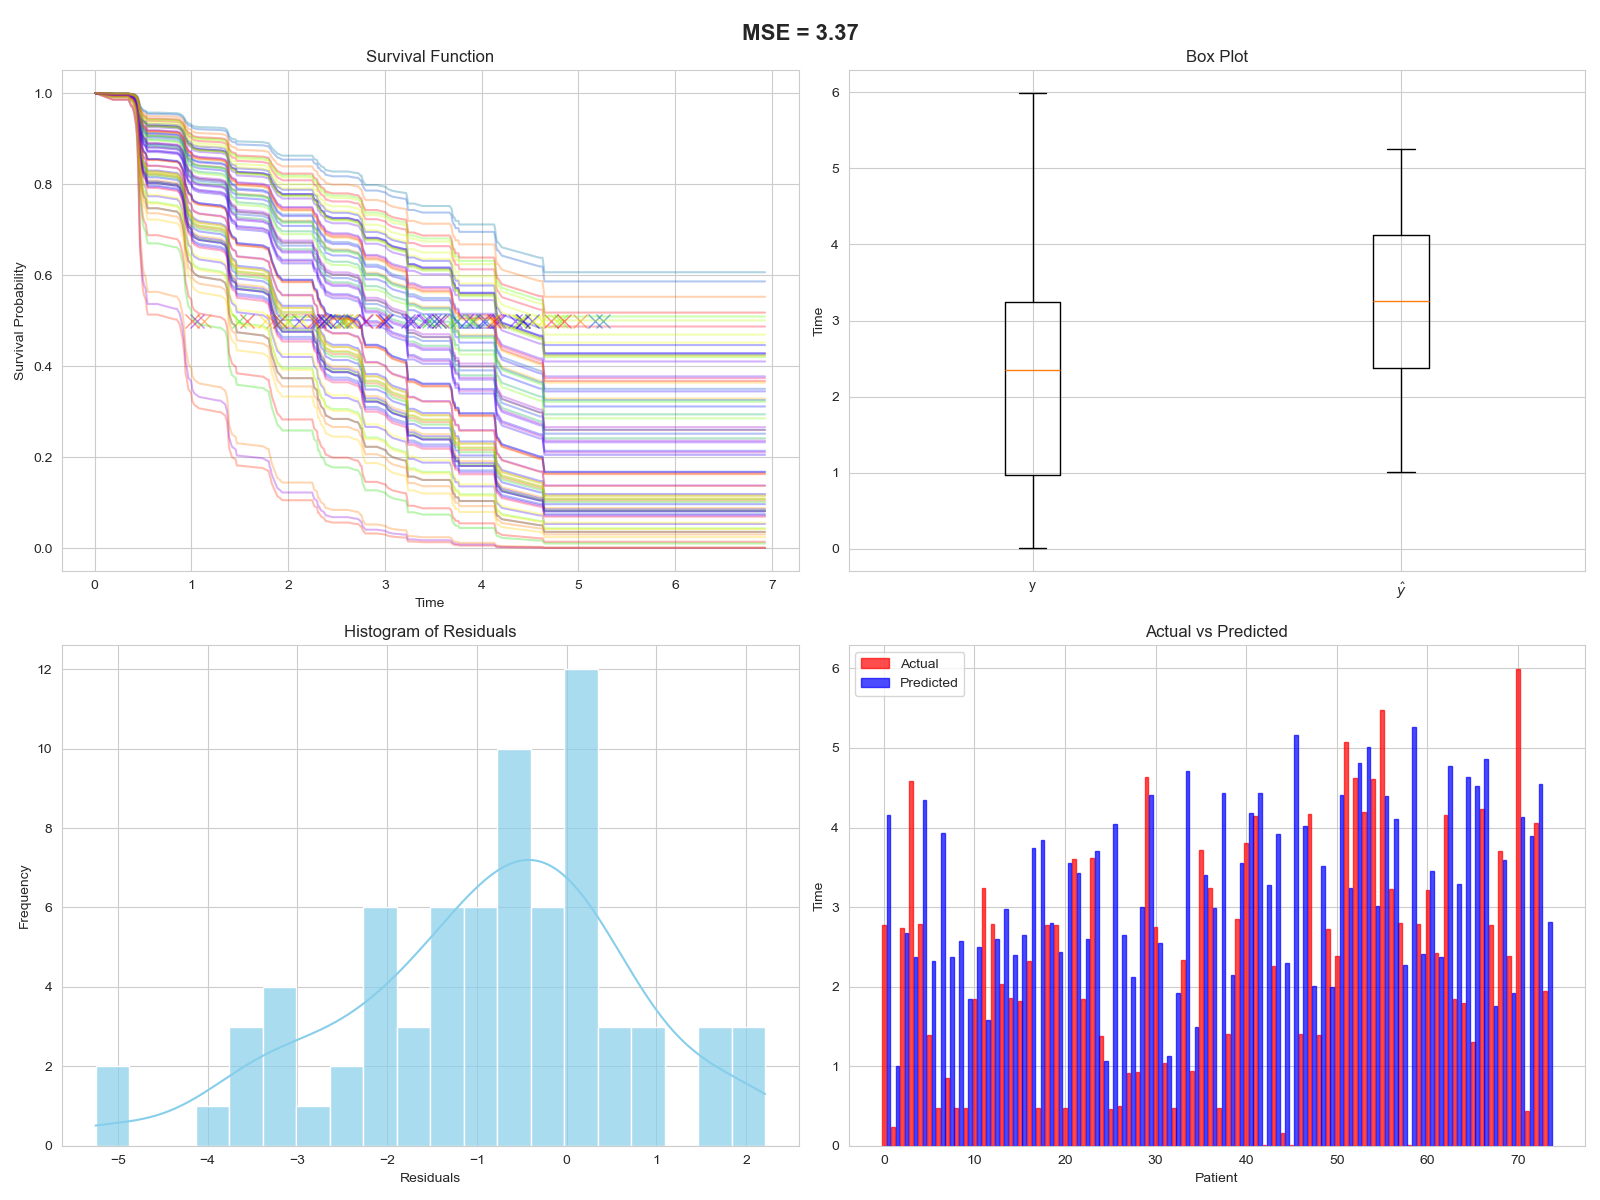 MSE = 3.37
Survival Function
Survival Probability
1.0
0.8
0.6
0.4
0.2
0.0
0 1 2 3 4 5 6 7
Time
Box Plot
Time
6
5
4
3
2
1
0
y ŷ
Histogram of Residuals
Frequency
12
10
8
6
4
2
0
−5 −4 −3 −2 −1 0 1 2
Residuals
Actual vs Predicted
Actual
Predicted
Time
6
5
4
3
2
1
0
0 10 20 30 40 50 60 70
Patient